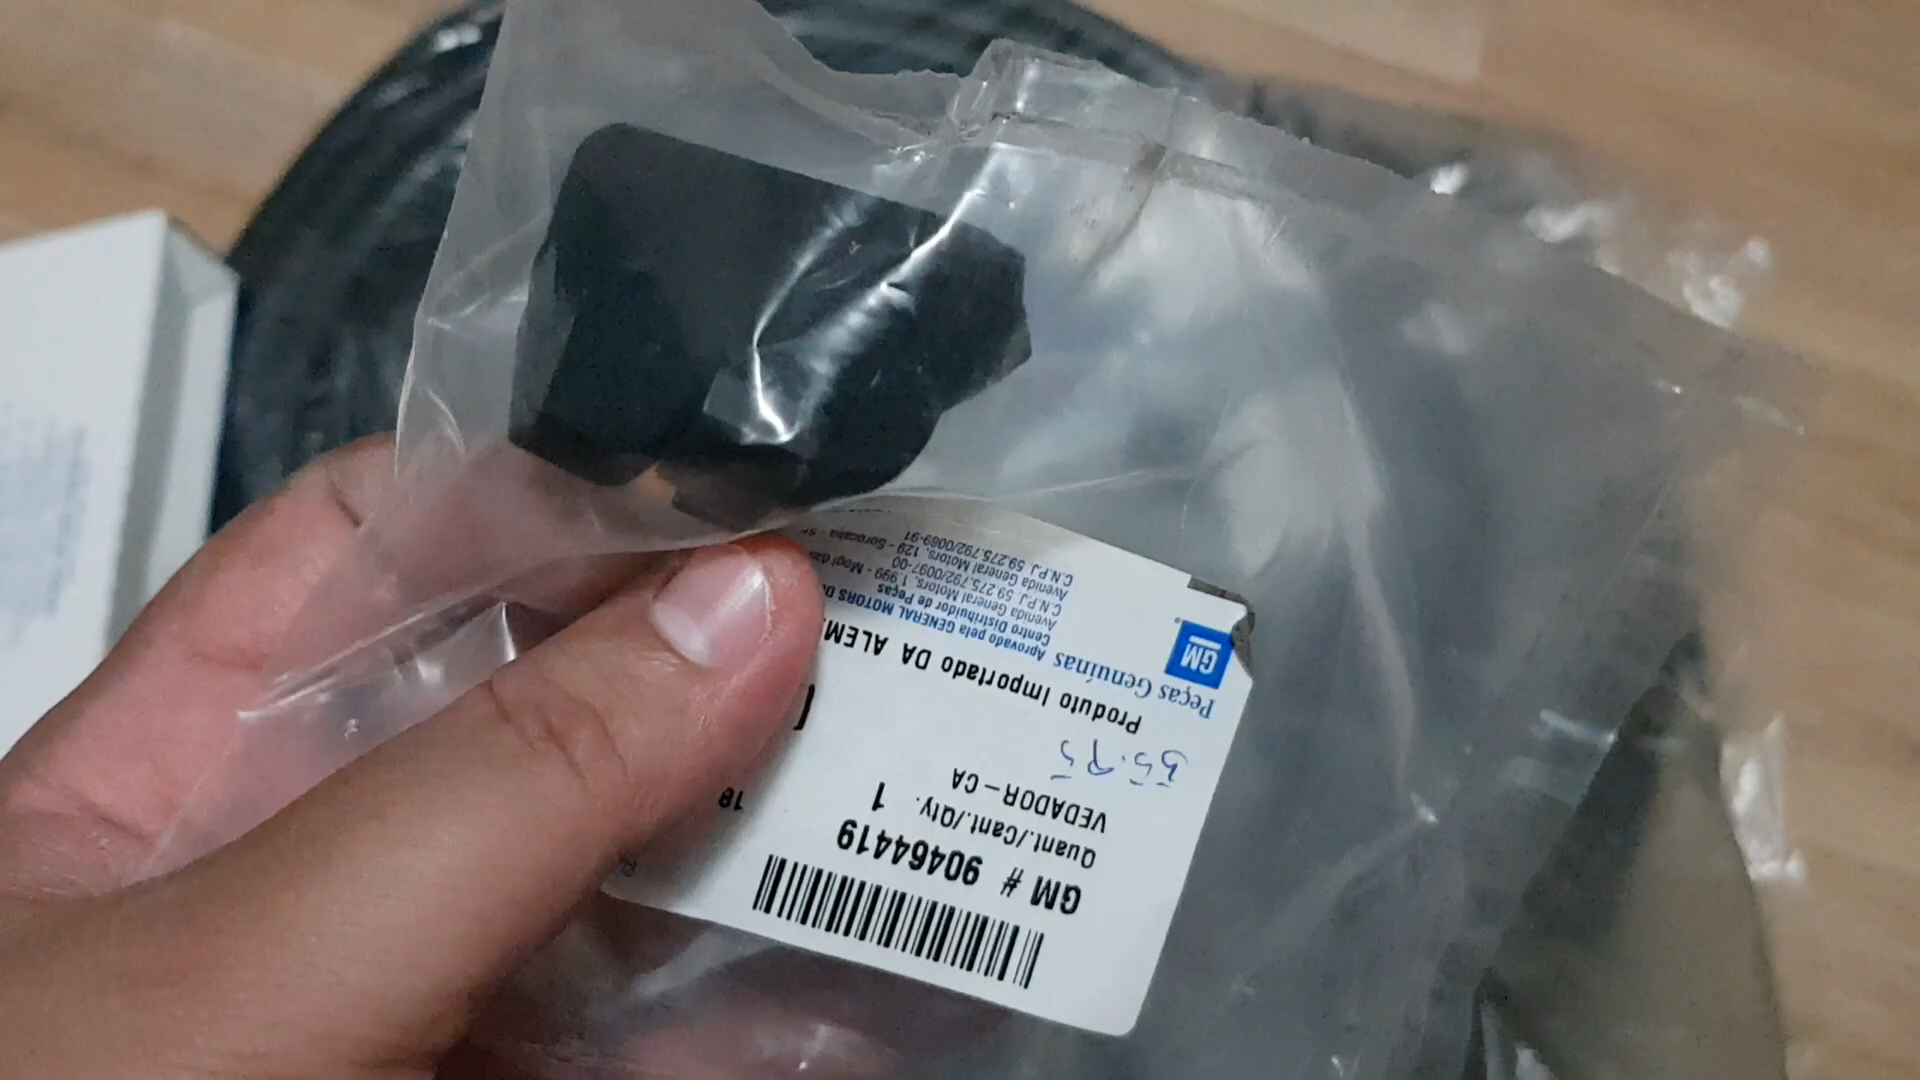 GM # 90464419
Quant./Cant./Qty. 1
VEDADOR – CA
35.95
Produto Importado DA ALEM
Peças Genuínas
GM
Aprovado pela GENERAL MOTORS
Centro Distribuidor de Peças
Avenida General Motors, 1.999 - Mogi
C.N.P.J. 59.275.792/0097-00
Avenida General Motors, 129 - Sorocaba
C.N.P.J. 59.275.792/0069-91